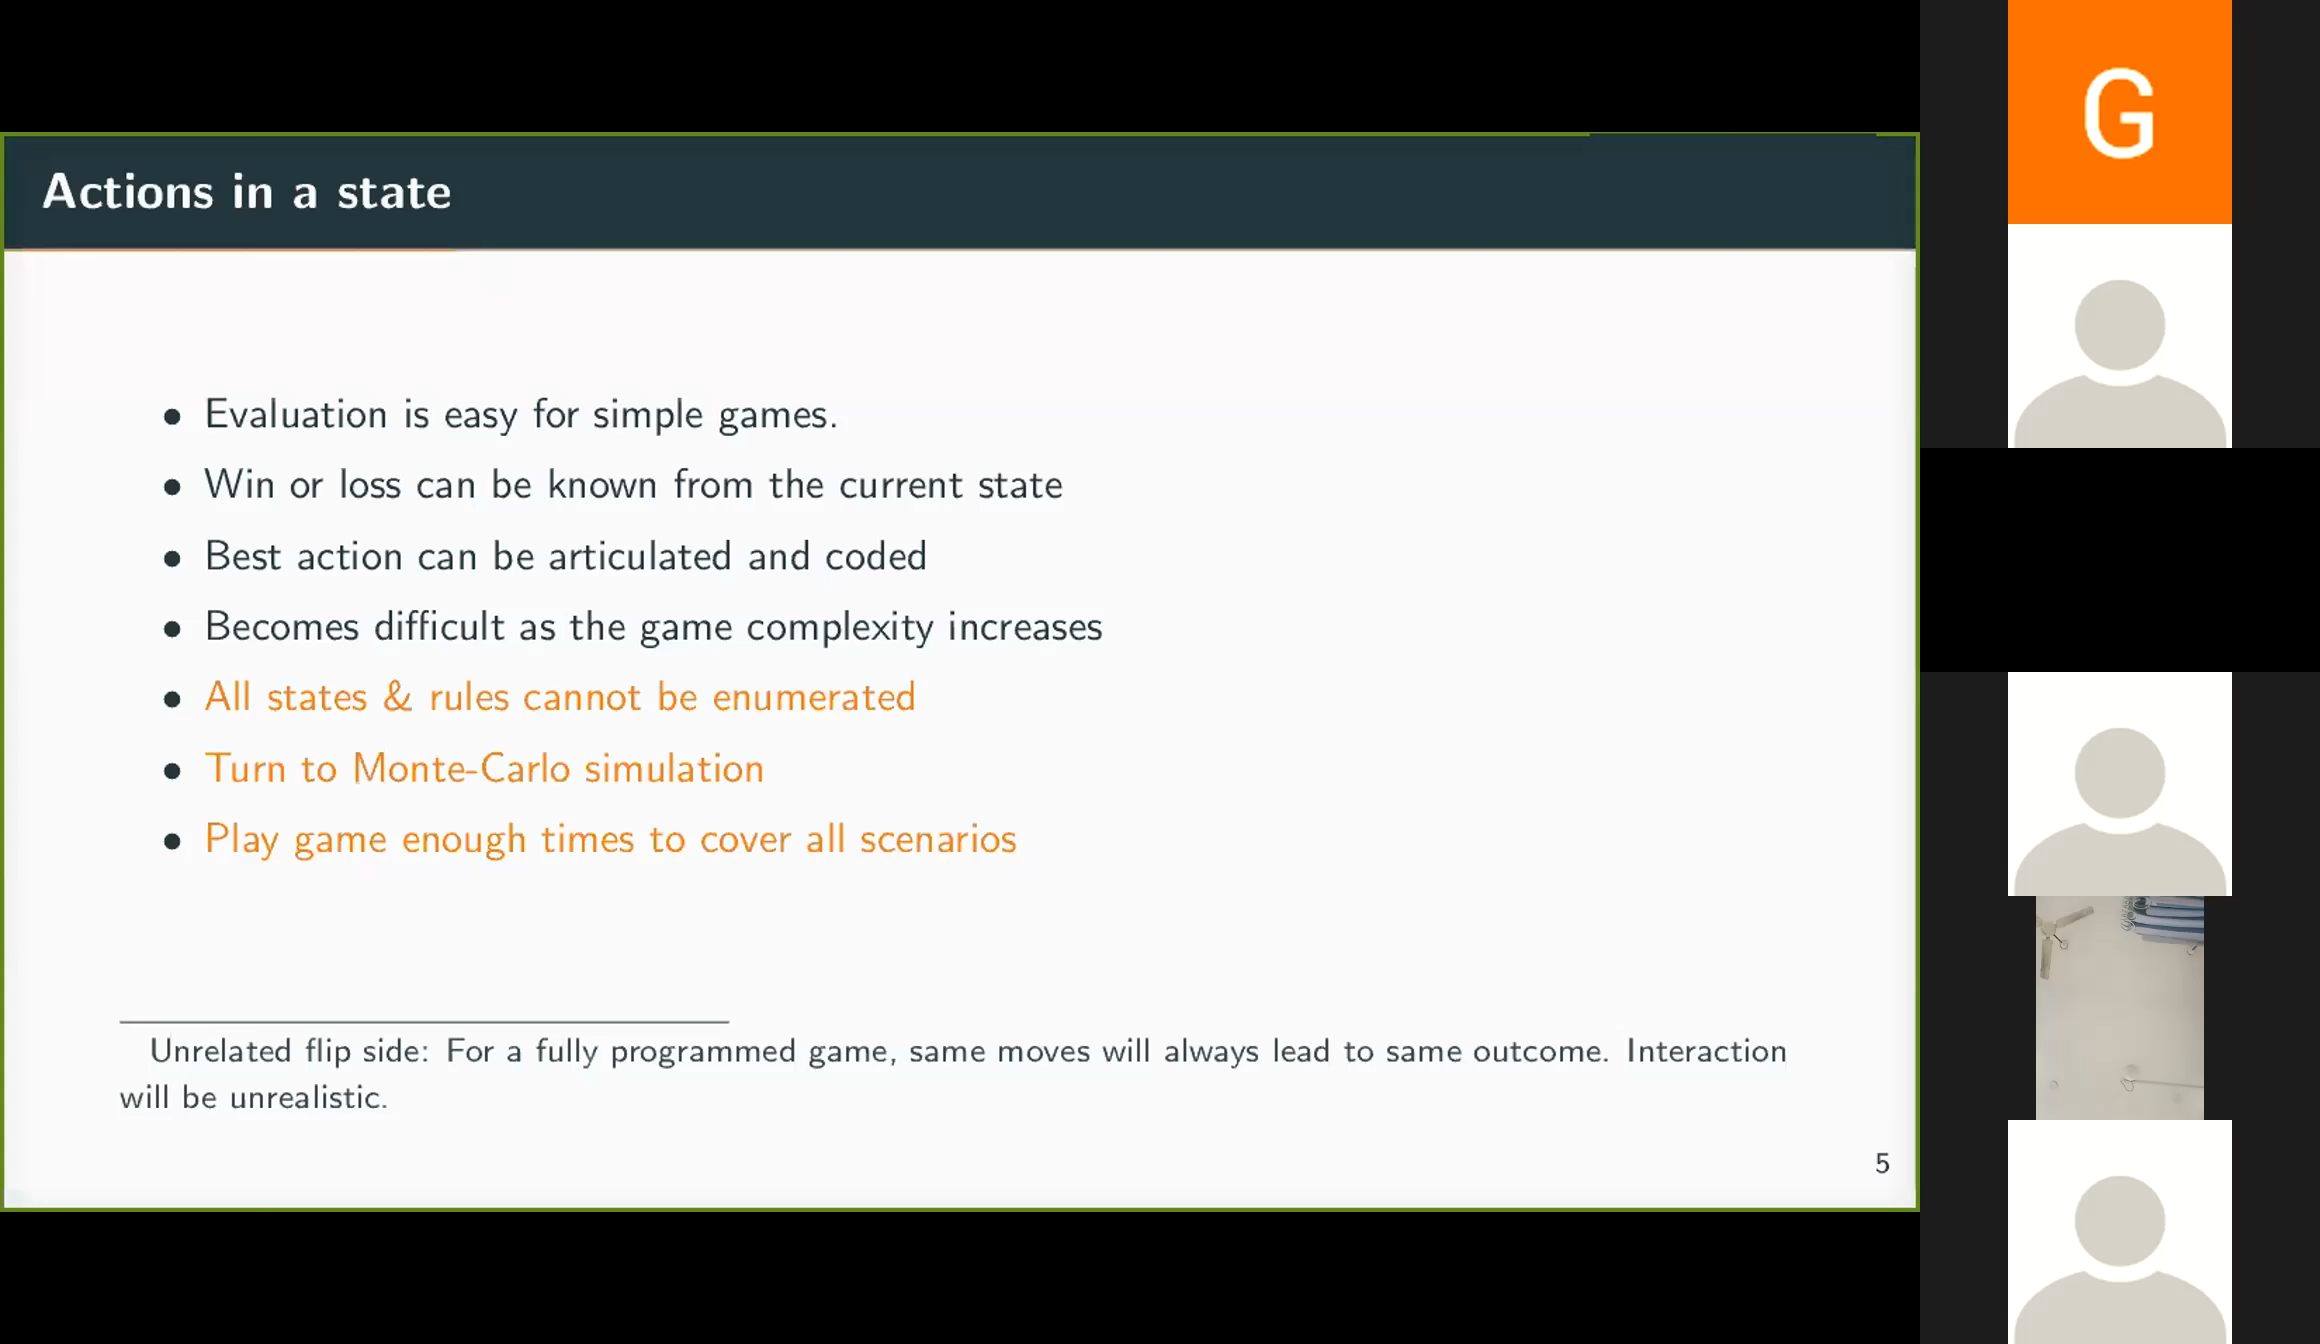 Actions in a state
• Evaluation is easy for simple games.
• Win or loss can be known from the current state
• Best action can be articulated and coded
• Becomes difficult as the game complexity increases
• All states & rules cannot be enumerated
• Turn to Monte-Carlo simulation
• Play game enough times to cover all scenarios
Unrelated flip side: For a fully programmed game, same moves will always lead to same outcome. Interaction
will be unrealistic.
5
G